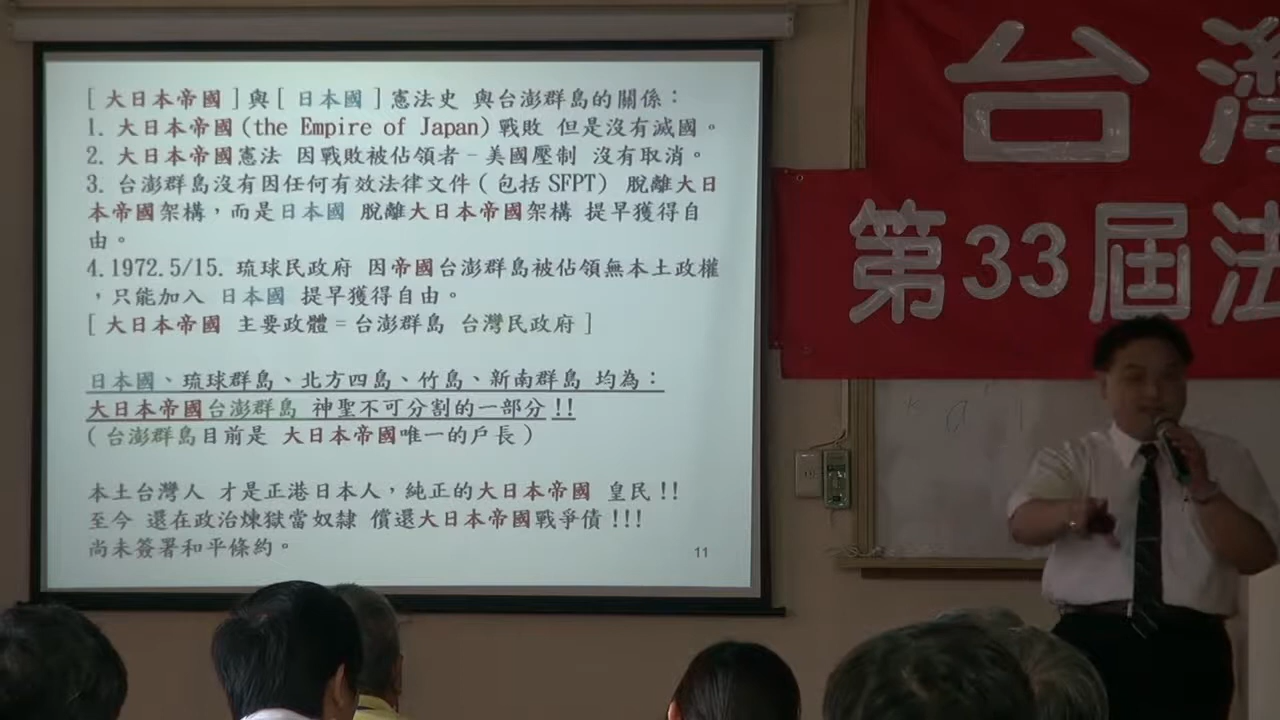 [ 大日本帝國 ] 與 [ 日本國 ] 憲法史 與台澎群島的關係：
1. 大日本帝國 (the Empire of Japan) 戰敗 但是沒有滅國。
2. 大日本帝國憲法 因戰敗被佔領者－美國壓制 沒有取消。
3. 台澎群島沒有因任何有效法律文件 ( 包括 SFPT) 脫離大日
本帝國架構，而是日本國 脫離大日本帝國架構 提早獲得自
由。
4.1972.5/15. 琉球民政府 因帝國台澎群島被佔領無本土政權
，只能加入 日本國 提早獲得自由。
[ 大日本帝國 主要政體 = 台澎群島 台灣民政府 ]
日本國、琉球群島、北方四島、竹島、新南群島 均為：
大日本帝國台澎群島 神聖不可分割的一部分 !!
( 台澎群島目前是 大日本帝國唯一的戶長 )
本土台灣人 才是正港日本人，純正的大日本帝國 皇民 !!
至今 還在政治煉獄當奴隸 償還大日本帝國戰爭債 !!!
尚未簽署和平條約。
11
台灣
第33屆法